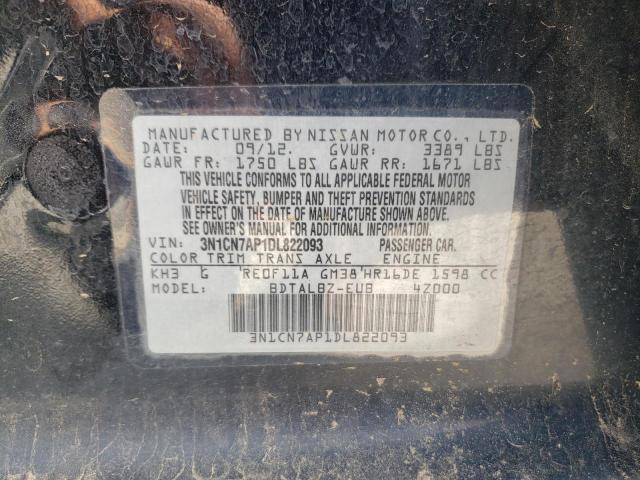 MANUFACTURED BY NISSAN MOTOR CO., LTD.
DATE: 09/12. GVWR: 3389 LBS
GAWR FR: 1750 LBS GAWR RR: 1671 LBS
THIS VEHICLE CONFORMS TO ALL APPLICABLE FEDERAL MOTOR
VEHICLE SAFETY, BUMPER AND THEFT PREVENTION STANDARDS
IN EFFECT ON THE DATE OF MANUFACTURE SHOWN ABOVE.
SEE OWNER'S MANUAL FOR ADDITIONAL INFORMATION.
VIN: 3N1CN7AP1DL822093 PASSENGER CAR.
COLOR TRIM TRANS AXLE ENGINE
KH3 G RE0F11A GM38 HR16DE 1598 CC
MODEL: BDTALBZ-EUB 4Z000
3N1CN7AP1DL822093